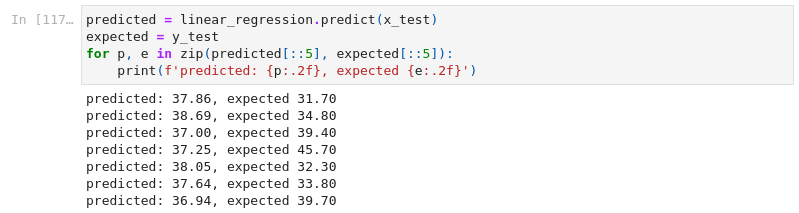 In [117…
predicted = linear_regression.predict(x_test)
expected = y_test
for p, e in zip(predicted[::5], expected[::5]):
    print(f'predicted: {p:.2f}, expected {e:.2f}')
predicted: 37.86, expected 31.70
predicted: 38.69, expected 34.80
predicted: 37.00, expected 39.40
predicted: 37.25, expected 45.70
predicted: 38.05, expected 32.30
predicted: 37.64, expected 33.80
predicted: 36.94, expected 39.70